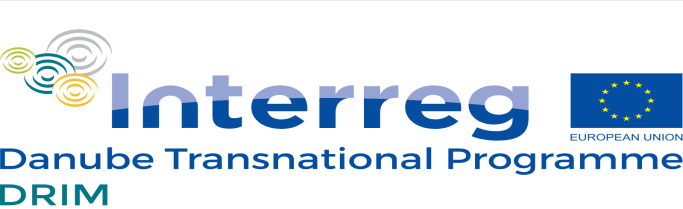 Interreg
EUROPEAN UNION
Danube Transnational Programme
DRIM